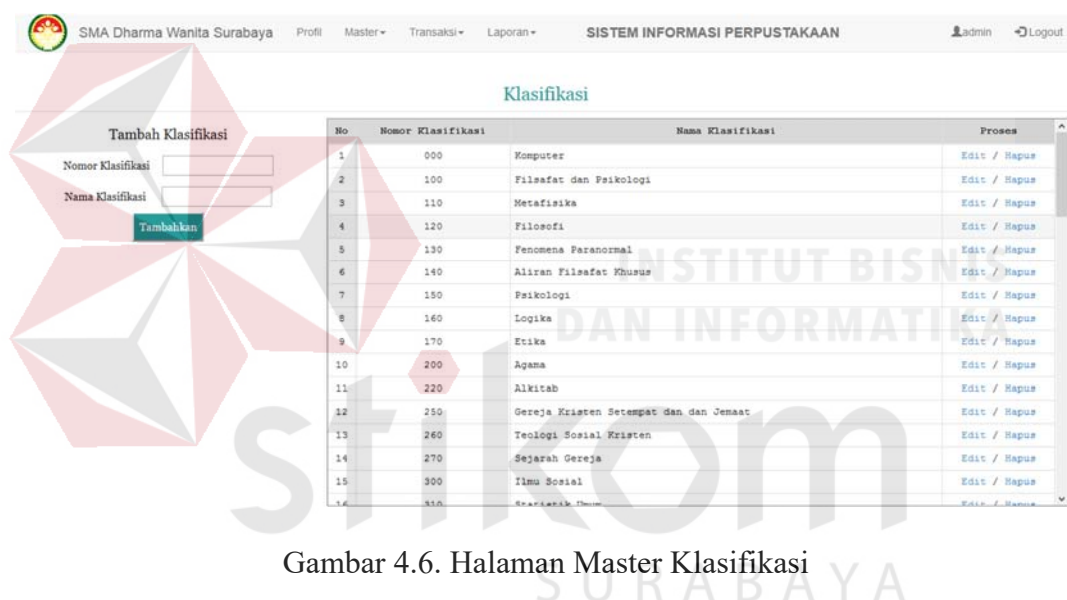 SMA Dharma Wanita Surabaya Profil Master Transaksi Laporan SISTEM INFORMASI PERPUSTAKAAN admin Logout
Klasifikasi
Tambah Klasifikasi
Nomor Klasifikasi
Nama Klasifikasi
Tambahkan
No Nomor Klasifikasi Nama Klasifikasi Proses
1 000 Komputer Edit / Hapus
2 100 Filsafat dan Psikologi Edit / Hapus
3 110 Metafisika Edit / Hapus
4 120 Filosofi Edit / Hapus
5 130 Fenomena Paranormal Edit / Hapus
6 140 Aliran Filsafat Khusus Edit / Hapus
7 150 Psikologi Edit / Hapus
8 160 Logika Edit / Hapus
9 170 Etika Edit / Hapus
10 200 Agama Edit / Hapus
11 220 Alkitab Edit / Hapus
12 250 Gereja Kristen Setempat dan dan Jemaat Edit / Hapus
13 260 Teologi Sosial Kristen Edit / Hapus
14 270 Sejarah Gereja Edit / Hapus
15 300 Ilmu Sosial Edit / Hapus
16 310 Statistik Umum Edit / Hapus
INSTITUT BISNIS
DAN INFORMATIKA
stikom
SURABAYA
Gambar 4.6. Halaman Master Klasifikasi